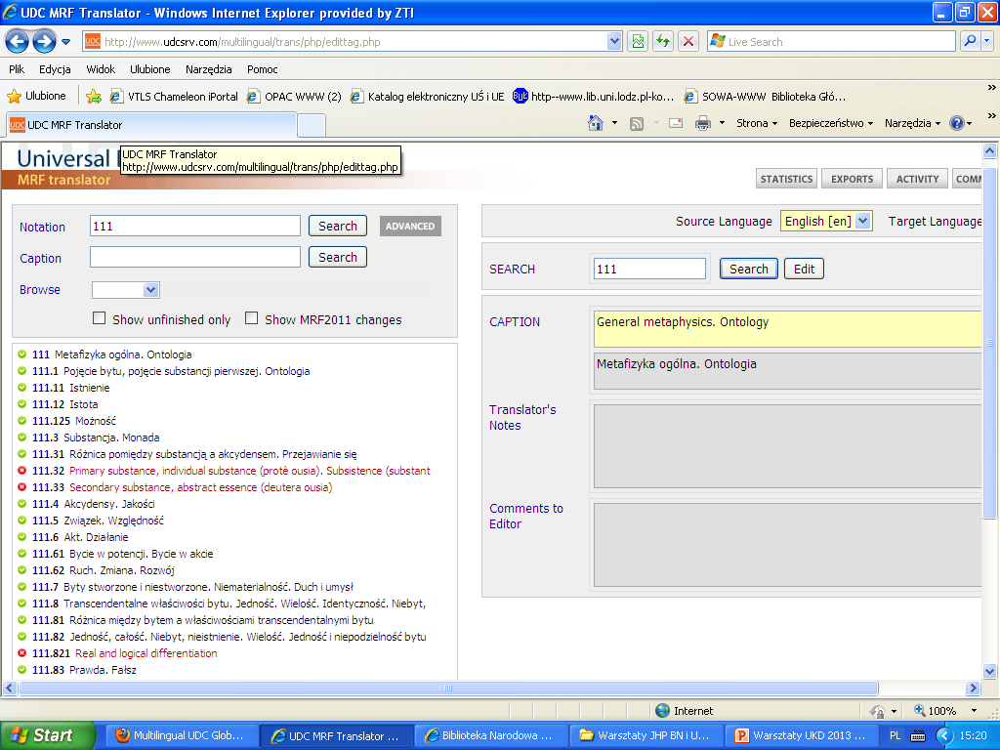 UDC MRF Translator - Windows Internet Explorer provided by ZTI
http://www.udcsrv.com/multilingual/trans/php/edittag.php
Live Search
Plik Edycja Widok Ulubione Narzędzia Pomoc
Ulubione VTLS Chameleon iPortal OPAC WWW (2) Katalog elektroniczny UŚ i UE http--www.lib.uni.lodz.pl-ko... SOWA-WWW Biblioteka Głó...
UDC MRF Translator
Strona Bezpieczeństwo Narzędzia
Universal
UDC MRF Translator
http://www.udcsrv.com/multilingual/trans/php/edittag.php
MRF translator
STATISTICS EXPORTS ACTIVITY COMM
Notation 111 Search ADVANCED
Caption Search
Browse
Show unfinished only Show MRF2011 changes
111 Metafizyka ogólna. Ontologia
111.1 Pojęcie bytu, pojęcie substancji pierwszej. Ontologia
111.11 Istnienie
111.12 Istota
111.125 Możność
111.3 Substancja. Monada
111.31 Różnica pomiędzy substancją a akcydensem. Przejawianie się
111.32 Primary substance, individual substance (protè ousia). Subsistence (substant
111.33 Secondary substance, abstract essence (deutera ousia)
111.4 Akcydensy. Jakości
111.5 Związek. Względność
111.6 Akt. Działanie
111.61 Bycie w potencji. Bycie w akcie
111.62 Ruch. Zmiana. Rozwój
111.7 Byty stworzone i niestworzone. Niematerialność. Duch i umysł
111.8 Transcendentalne właściwości bytu. Jedność. Wielość. Identyczność. Niebyt,
111.81 Różnica między bytem a właściwościami transcendentalnymi bytu
111.82 Jedność, całość. Niebyt, nieistnienie. Wielość. Jedność i niepodzielność bytu
111.821 Real and logical differentiation
111.83 Prawda. Fałsz
Source Language English [en] Target Language
SEARCH 111 Search Edit
CAPTION General metaphysics. Ontology
Metafizyka ogólna. Ontologia
Translator's
Notes
Comments to
Editor
Internet 100%
Start Multilingual UDC Glob... UDC MRF Translator ... Biblioteka Narodowa ... Warsztaty JHP BN i U... Warsztaty UKD 2013 ... PL 15:20